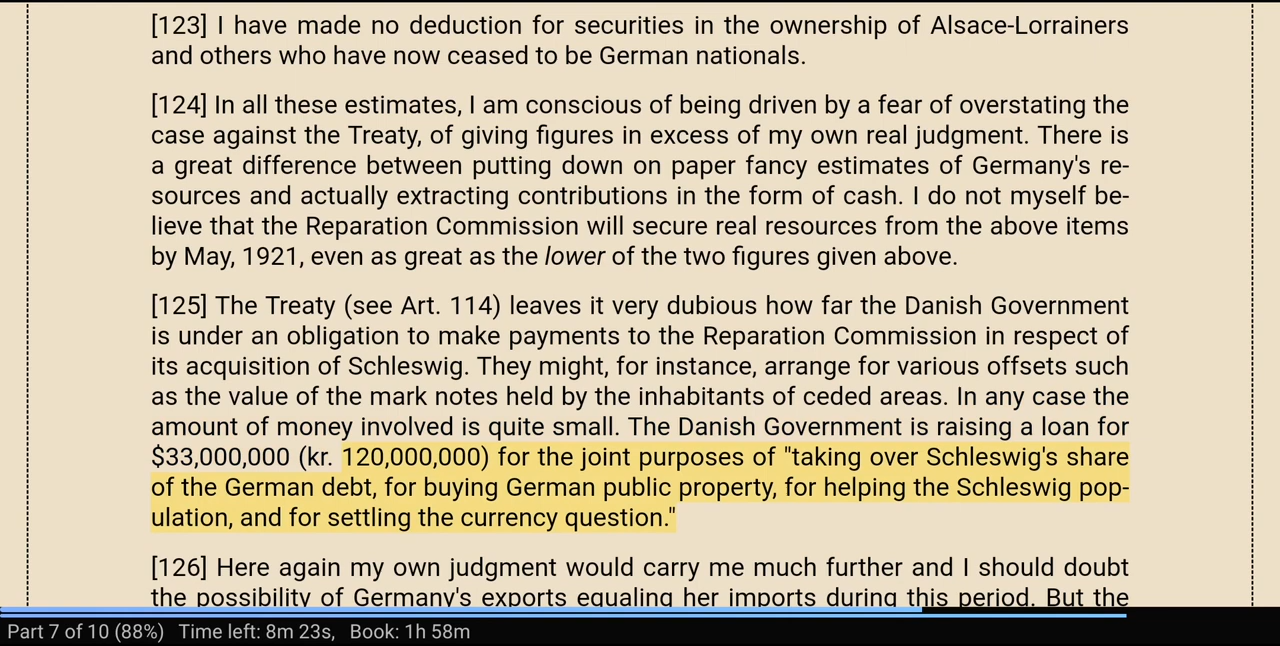 [123] I have made no deduction for securities in the ownership of Alsace-Lorrainers
and others who have now ceased to be German nationals.
[124] In all these estimates, I am conscious of being driven by a fear of overstating the
case against the Treaty, of giving figures in excess of my own real judgment. There is
a great difference between putting down on paper fancy estimates of Germany's re-
sources and actually extracting contributions in the form of cash. I do not myself be-
lieve that the Reparation Commission will secure real resources from the above items
by May, 1921, even as great as the lower of the two figures given above.
[125] The Treaty (see Art. 114) leaves it very dubious how far the Danish Government
is under an obligation to make payments to the Reparation Commission in respect of
its acquisition of Schleswig. They might, for instance, arrange for various offsets such
as the value of the mark notes held by the inhabitants of ceded areas. In any case the
amount of money involved is quite small. The Danish Government is raising a loan for
$33,000,000 (kr. 120,000,000) for the joint purposes of "taking over Schleswig's share
of the German debt, for buying German public property, for helping the Schleswig pop-
ulation, and for settling the currency question."
[126] Here again my own judgment would carry me much further and I should doubt
the possibility of Germany's exports equaling her imports during this period. But the
Part 7 of 10 (88%) Time left: 8m 23s, Book: 1h 58m